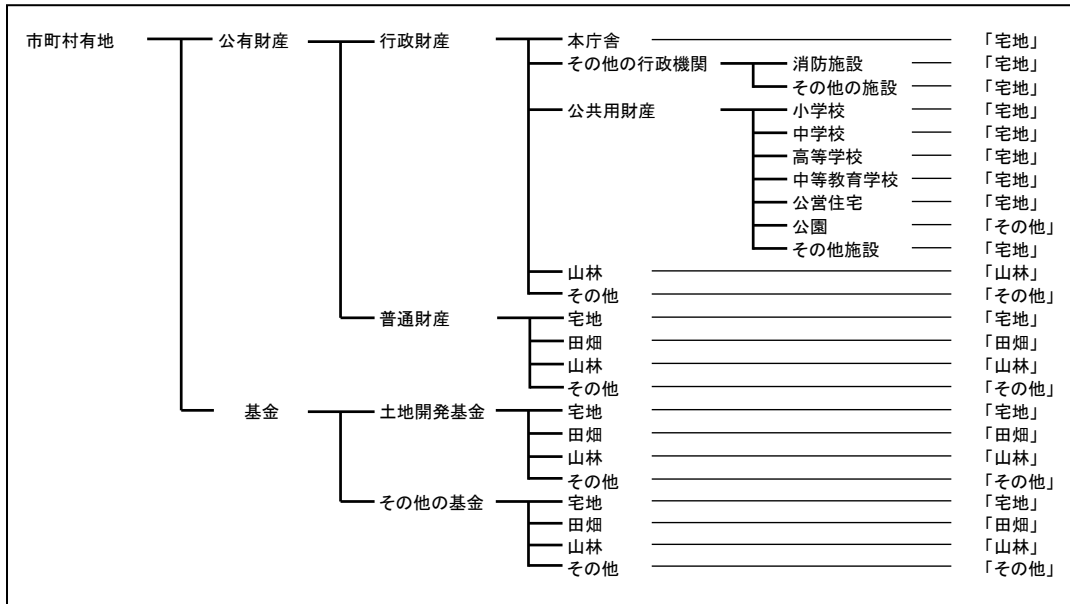 市町村有地 公有財産 行政財産 本庁舎 「宅地」
その他の行政機関 消防施設 「宅地」
その他の施設 「宅地」
公共用財産 小学校 「宅地」
中学校 「宅地」
高等学校 「宅地」
中等教育学校 「宅地」
公営住宅 「宅地」
公園 「その他」
その他施設 「宅地」
山林 「山林」
その他 「その他」
普通財産 宅地 「宅地」
田畑 「田畑」
山林 「山林」
その他 「その他」
基金 土地開発基金 宅地 「宅地」
田畑 「田畑」
山林 「山林」
その他 「その他」
その他の基金 宅地 「宅地」
田畑 「田畑」
山林 「山林」
その他 「その他」